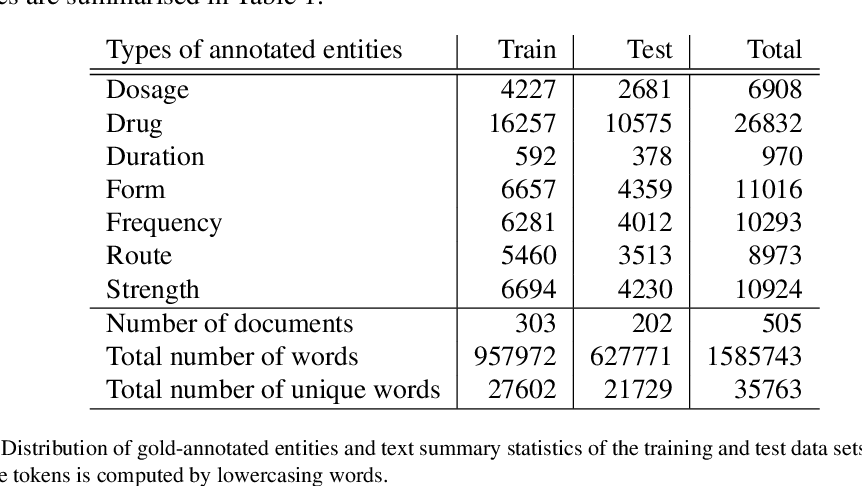 es are summarised in Table 1.
Types of annotated entities Train Test Total
Dosage 4227 2681 6908
Drug 16257 10575 26832
Duration 592 378 970
Form 6657 4359 11016
Frequency 6281 4012 10293
Route 5460 3513 8973
Strength 6694 4230 10924
Number of documents 303 202 505
Total number of words 957972 627771 1585743
Total number of unique words 27602 21729 35763
Distribution of gold-annotated entities and text summary statistics of the training and test data sets
e tokens is computed by lowercasing words.